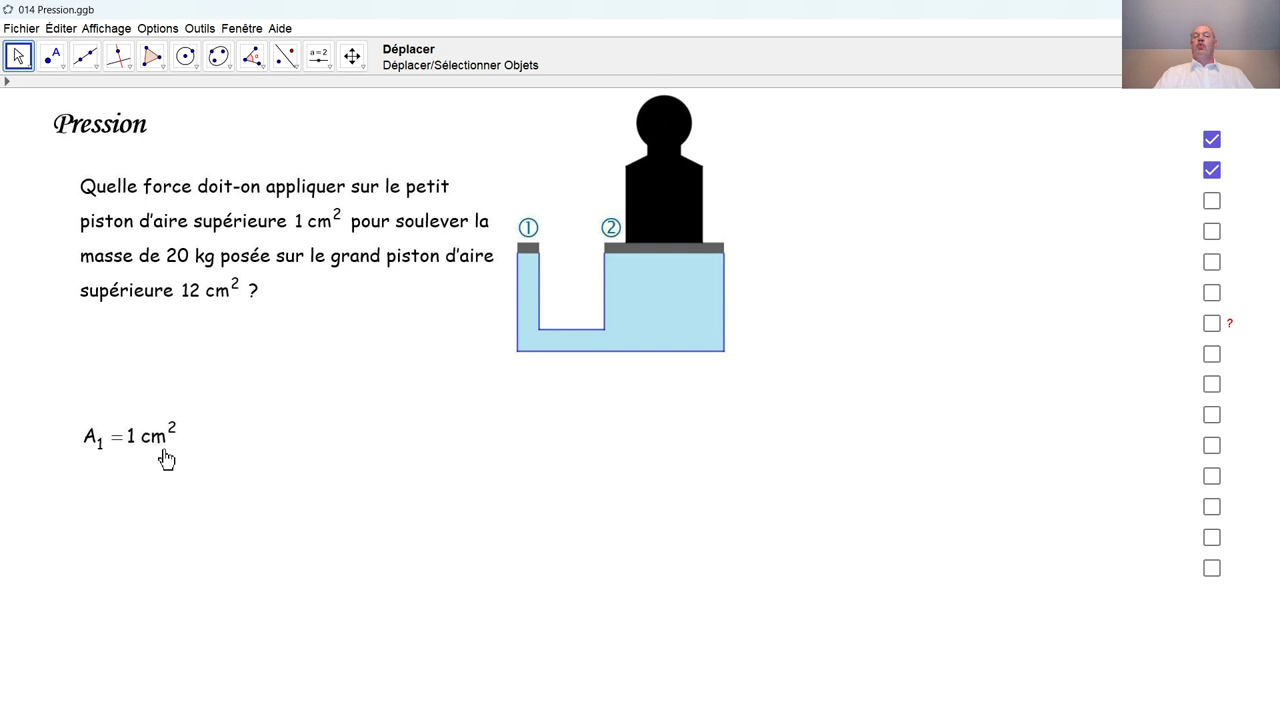 014 Pression.ggb
Fichier Éditer Affichage Options Outils Fenêtre Aide
A
a=2
Déplacer
Déplacer/Sélectionner Objets
Pression
Quelle force doit-on appliquer sur le petit
piston d'aire supérieure 1 cm² pour soulever la
masse de 20 kg posée sur le grand piston d'aire
supérieure 12 cm² ?
① ②
?
A₁ = 1 cm²